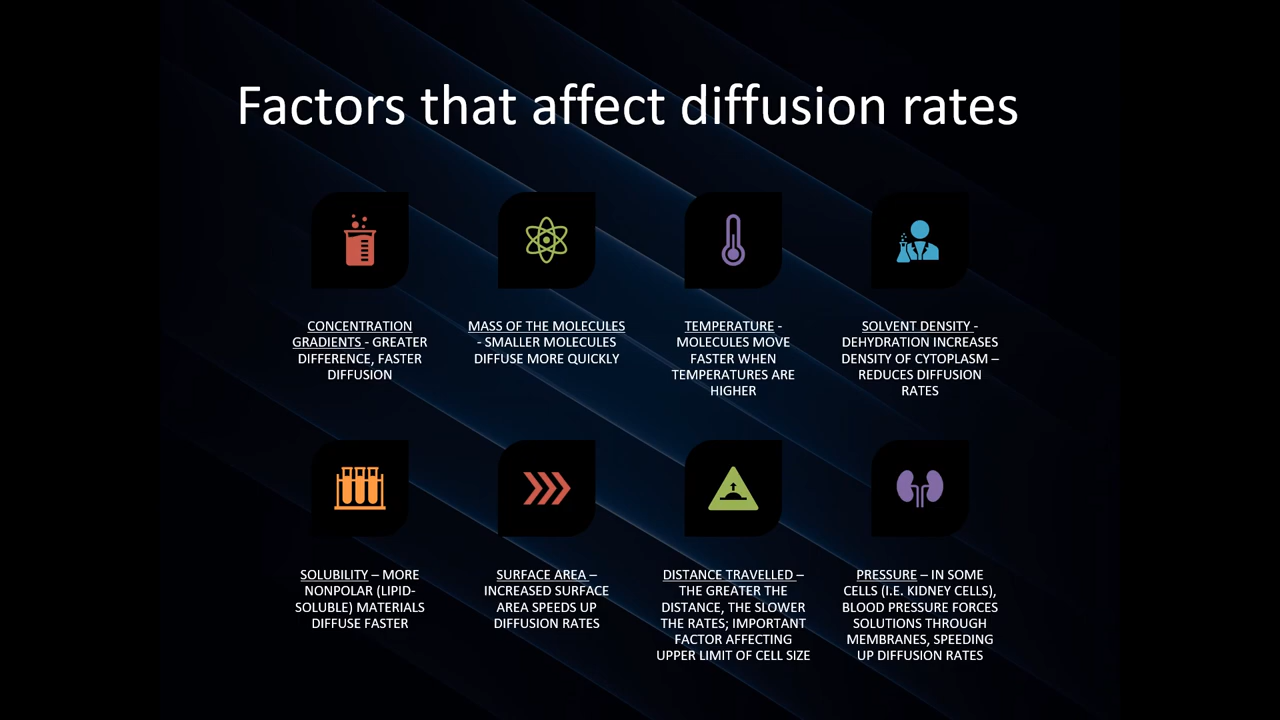 Factors that affect diffusion rates
CONCENTRATION
GRADIENTS - GREATER
DIFFERENCE, FASTER
DIFFUSION
MASS OF THE MOLECULES
- SMALLER MOLECULES
DIFFUSE MORE QUICKLY
TEMPERATURE -
MOLECULES MOVE
FASTER WHEN
TEMPERATURES ARE
HIGHER
SOLVENT DENSITY -
DEHYDRATION INCREASES
DENSITY OF CYTOPLASM –
REDUCES DIFFUSION
RATES
SOLUBILITY – MORE
NONPOLAR (LIPID-
SOLUBLE) MATERIALS
DIFFUSE FASTER
SURFACE AREA –
INCREASED SURFACE
AREA SPEEDS UP
DIFFUSION RATES
DISTANCE TRAVELLED –
THE GREATER THE
DISTANCE, THE SLOWER
THE RATES; IMPORTANT
FACTOR AFFECTING
UPPER LIMIT OF CELL SIZE
PRESSURE – IN SOME
CELLS (I.E. KIDNEY CELLS),
BLOOD PRESSURE FORCES
SOLUTIONS THROUGH
MEMBRANES, SPEEDING
UP DIFFUSION RATES